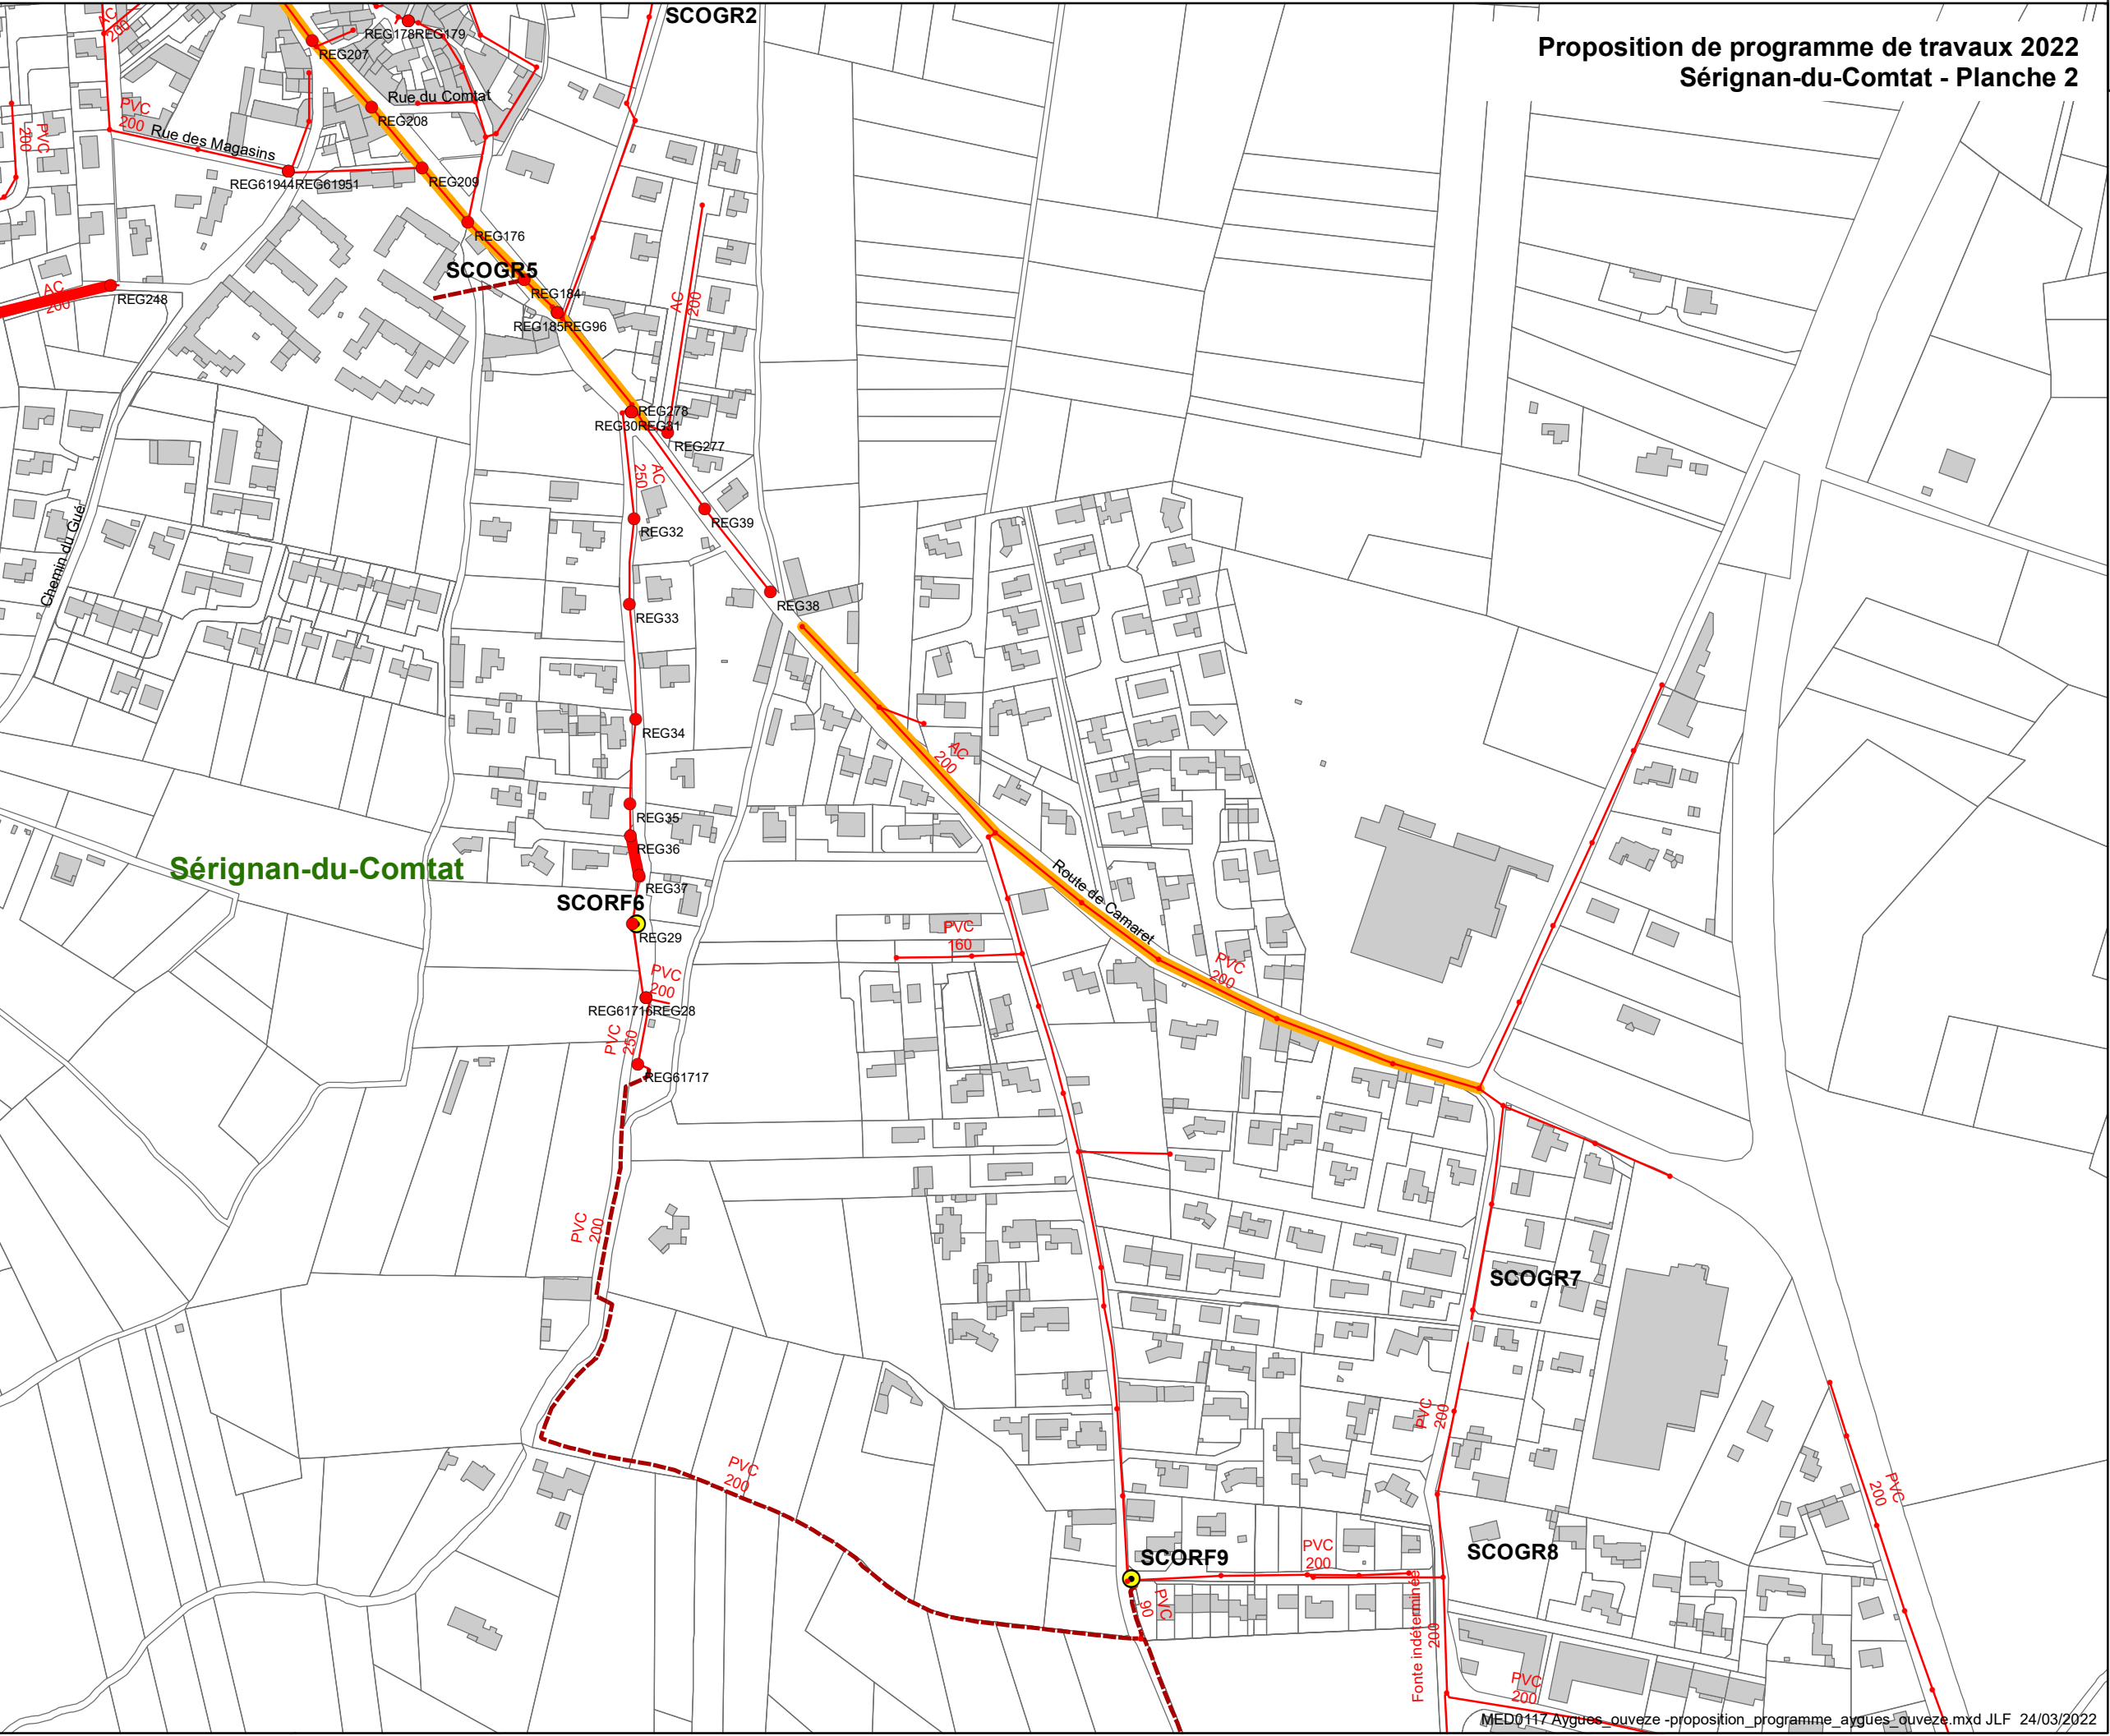 SCOGR2
Proposition de programme de travaux 2022
Sérignan-du-Comtat - Planche 2
AC
200
REG178REG179
REG207
Rue du Comtat
PVC
200
REG208
PVC
200
Rue des Magasins
REG61944REG61951
REG209
REG176
SCOGR5
AC
200
REG248
REG184
AC
200
REG185REG96
REG278
REG30REG31
REG277
AC
250
REG39
REG32
Chemin du Gué
REG38
REG33
REG34
AC
200
REG35
REG36
Sérignan-du-Comtat
REG37
Route de Camaret
SCORF6
REG29
PVC
160
PVC
200
PVC
200
REG61716REG28
PVC
250
REG61717
PVC
200
SCOGR7
PVC
200
PVC
200
PVC
200
SCOGR8
SCORF9
PVC
200
PVC
90
Fonte indéterminée
200
PVC
200
MED0117 Aygues_ouveze -proposition_programme_aygues_ouveze.mxd JLF 24/03/2022